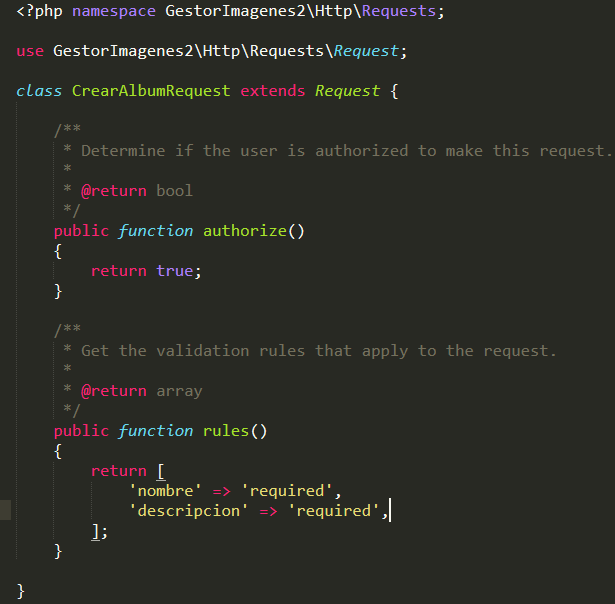 <?php namespace GestorImagenes2\Http\Requests;
use GestorImagenes2\Http\Requests\Request;
class CrearAlbumRequest extends Request {
/**
* Determine if the user is authorized to make this request.
*
* @return bool
*/
public function authorize()
{
return true;
}
/**
* Get the validation rules that apply to the request.
*
* @return array
*/
public function rules()
{
return [
'nombre' => 'required',
'descripcion' => 'required',
];
}
}